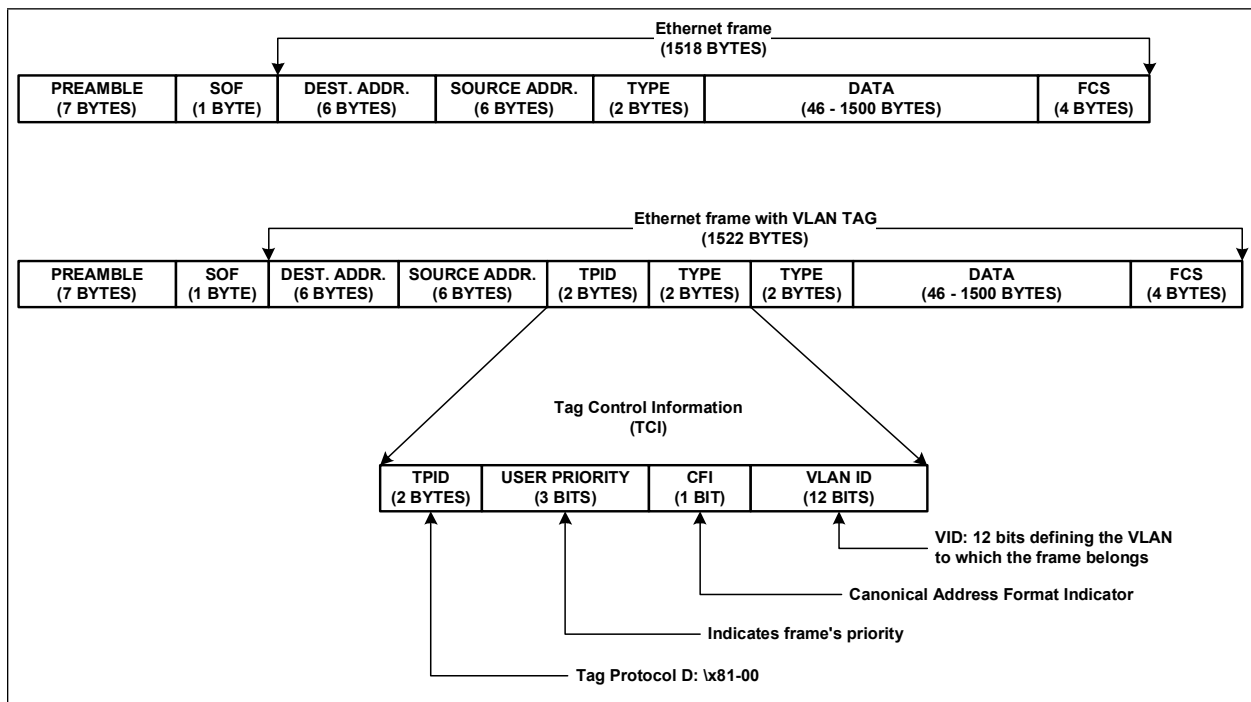 Ethernet frame
(1518 BYTES)
PREAMBLE
(7 BYTES)
SOF
(1 BYTE)
DEST. ADDR.
(6 BYTES)
SOURCE ADDR.
(6 BYTES)
TYPE
(2 BYTES)
DATA
(46 - 1500 BYTES)
FCS
(4 BYTES)
Ethernet frame with VLAN TAG
(1522 BYTES)
PREAMBLE
(7 BYTES)
SOF
(1 BYTE)
DEST. ADDR.
(6 BYTES)
SOURCE ADDR.
(6 BYTES)
TPID
(2 BYTES)
TYPE
(2 BYTES)
TYPE
(2 BYTES)
DATA
(46 - 1500 BYTES)
FCS
(4 BYTES)
Tag Control Information
(TCI)
TPID
(2 BYTES)
USER PRIORITY
(3 BITS)
CFI
(1 BIT)
VLAN ID
(12 BITS)
VID: 12 bits defining the VLAN
to which the frame belongs
Canonical Address Format Indicator
Indicates frame's priority
Tag Protocol D: \x81-00